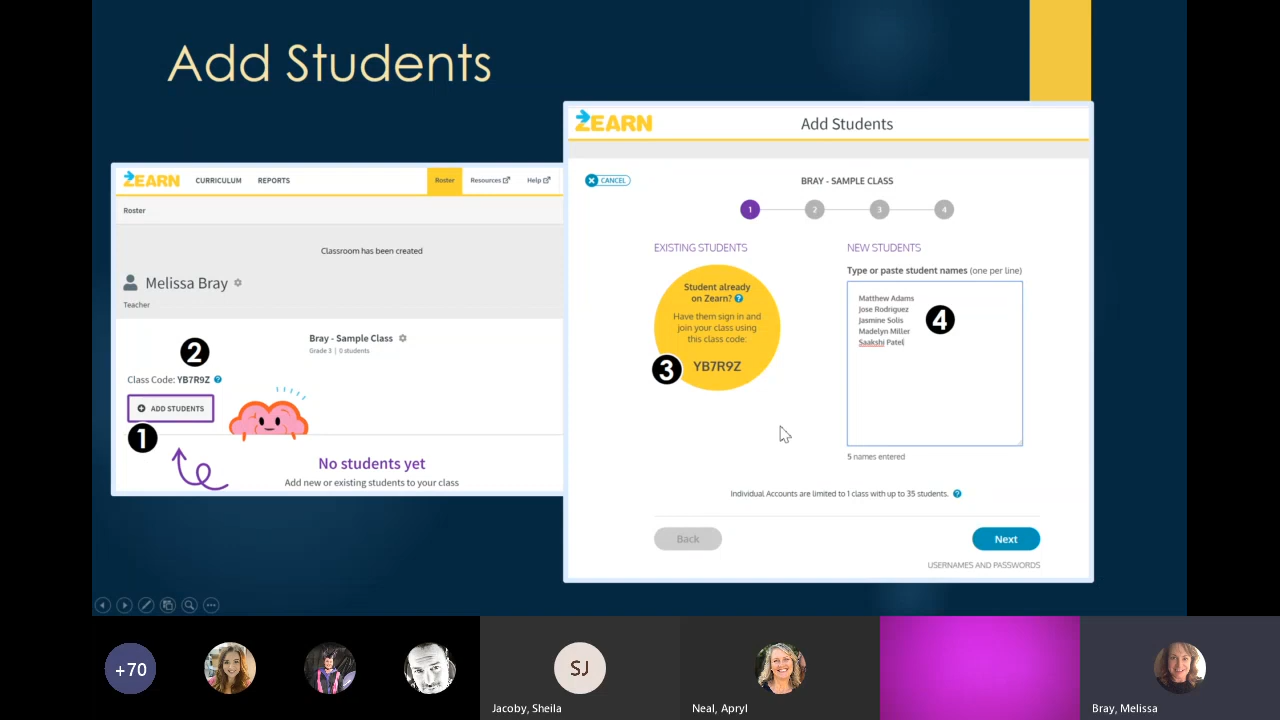 Add Students
ZEARN
CURRICULUM
REPORTS
Roster
Resources
Help
Roster
Classroom has been created
Melissa Bray
Teacher
2
Bray - Sample Class
Grade 3 | 0 students
Class Code: YB7R9Z ?
ADD STUDENTS
1
No students yet
Add new or existing students to your class
ZEARN
Add Students
CANCEL
BRAY - SAMPLE CLASS
1 2 3 4
EXISTING STUDENTS
Student already
on Zearn? ?
Have them sign in and
join your class using
this class code:
3
YB7R9Z
NEW STUDENTS
Type or paste student names (one per line)
Matthew Adams
Jose Rodriguez
Jasmine Solis
Madelyn Miller
Saakshi Patel
4
5 names entered
Individual Accounts are limited to 1 class with up to 35 students. ?
Back
Next
USERNAMES AND PASSWORDS
+70
SJ
Jacoby, Sheila
Neal, Apryl
Bray, Melissa